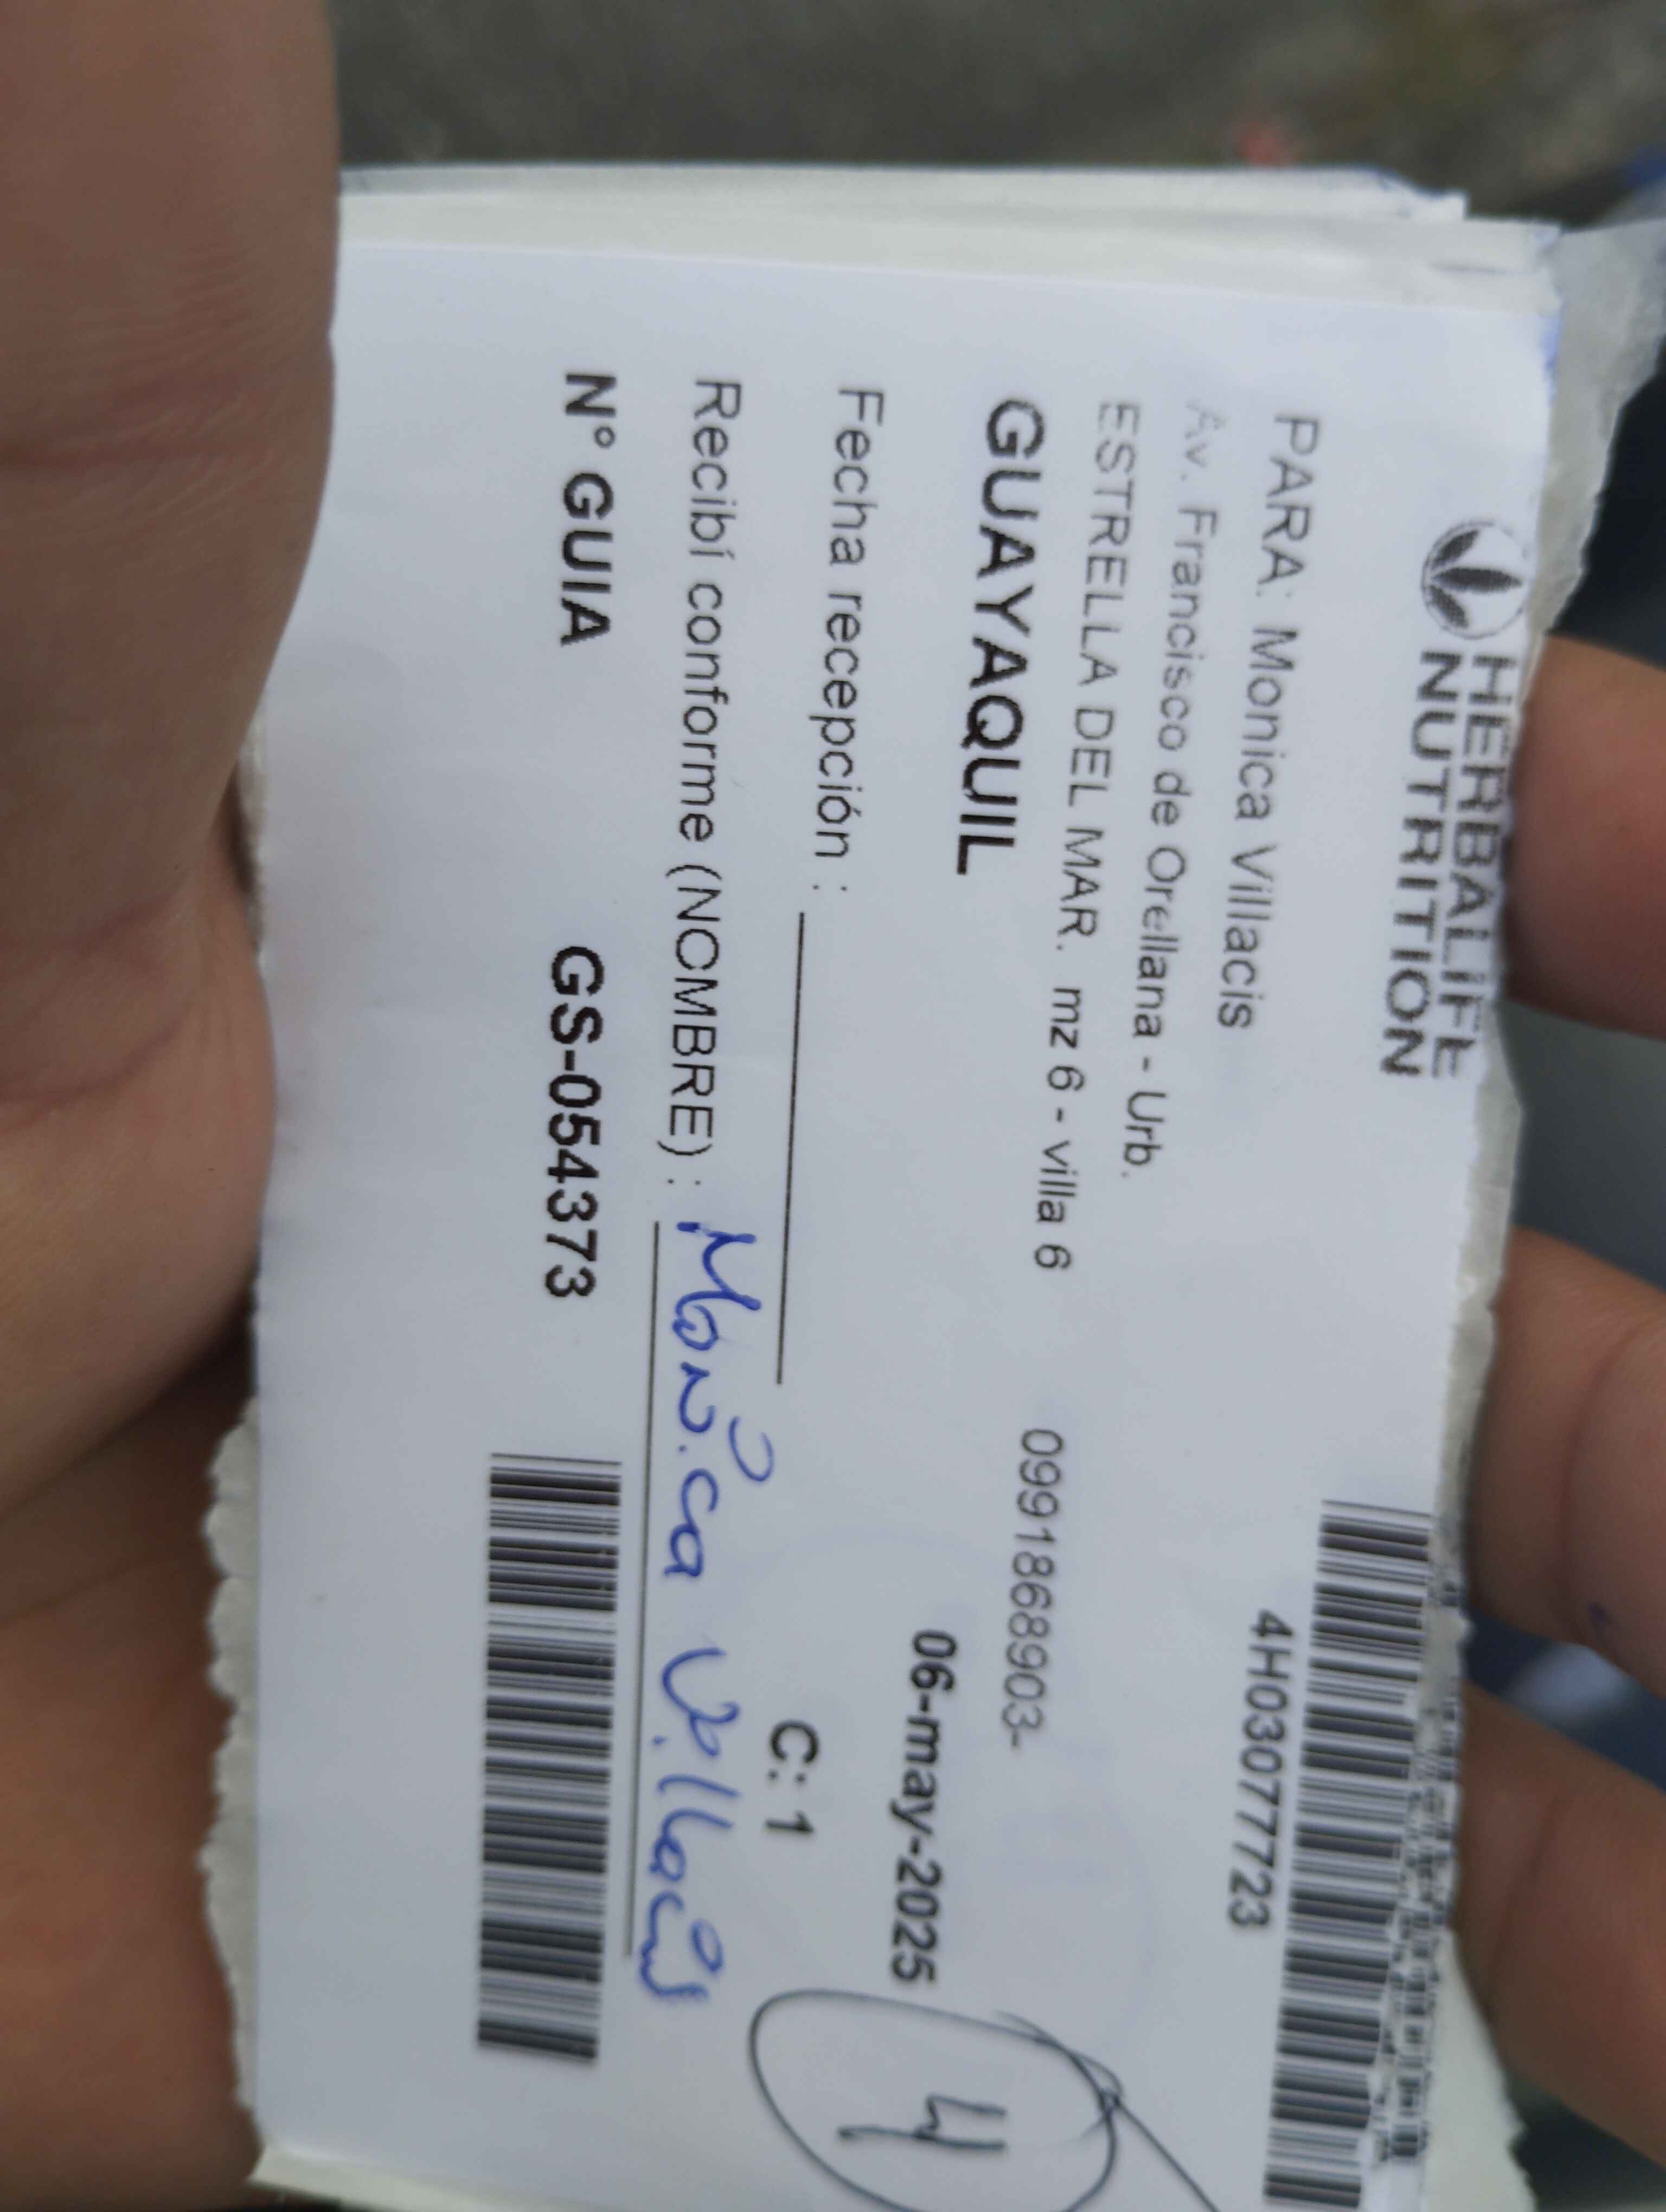 HERBALIFE
NUTRITION
4H03077723
PARA: Monica Villacis
Av. Francisco de Orellana - Urb.
ESTRELLA DEL MAR. mz 6 - villa 6
0991868903-
GUAYAQUIL
06-may-2025
Fecha recepción :
C: 1
4
Recibí conforme (NOMBRE) : Mónica Villacis
N° GUIA GS-054373